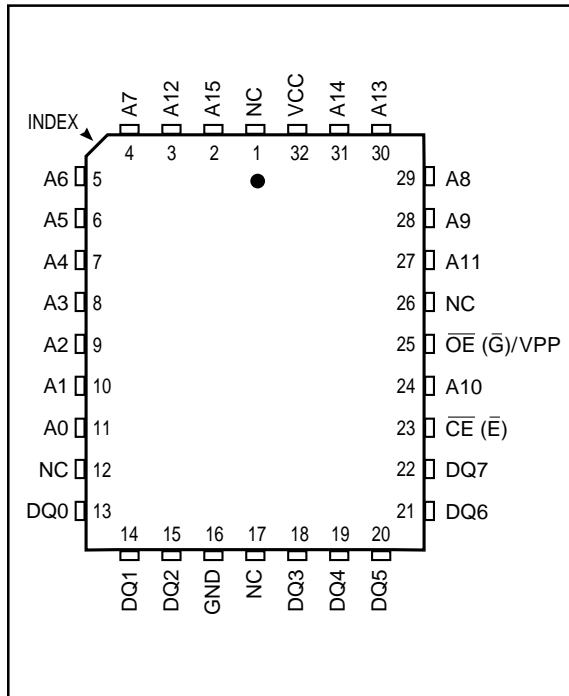 A7 A12 A15 NC VCC A14 A13
INDEX
4 3 2 1 32 31 30
A6 5 29 A8
A5 6 28 A9
A4 7 27 A11
A3 8 26 NC
A2 9 25 O̅E̅ (G̅)/VPP
A1 10 24 A10
A0 11 23 C̅E̅ (E̅)
NC 12 22 DQ7
DQ0 13 21 DQ6
14 15 16 17 18 19 20
DQ1 DQ2 GND NC DQ3 DQ4 DQ5